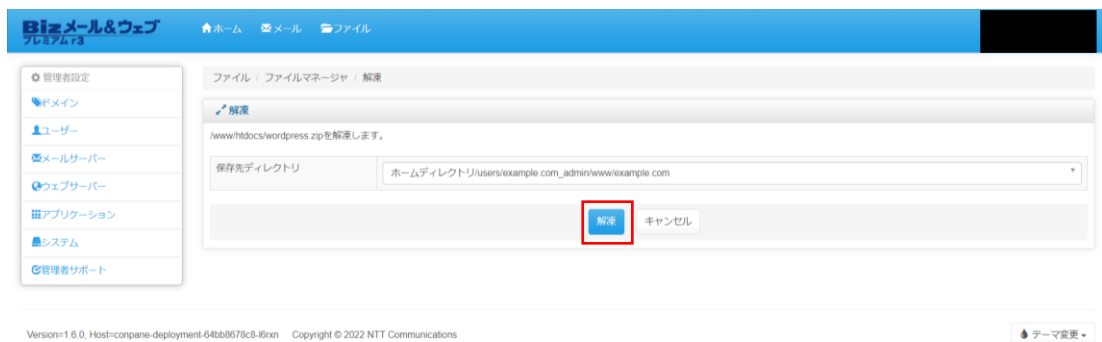 Bizメール&ウェブ
プレミアム r3
ホーム メール ファイル
管理者設定
ドメイン
ユーザー
メールサーバー
ウェブサーバー
アプリケーション
システム
管理者サポート
ファイル / ファイルマネージャ / 解凍
解凍
/www/htdocs/wordpress.zipを解凍します。
保存先ディレクトリ
ホームディレクトリ/users/example.com_admin/www/example.com
解凍 キャンセル
Version=1.6.0, Host=conpane-deployment-64bb8678c8-l6rxn Copyright © 2022 NTT Communications
テーマ変更